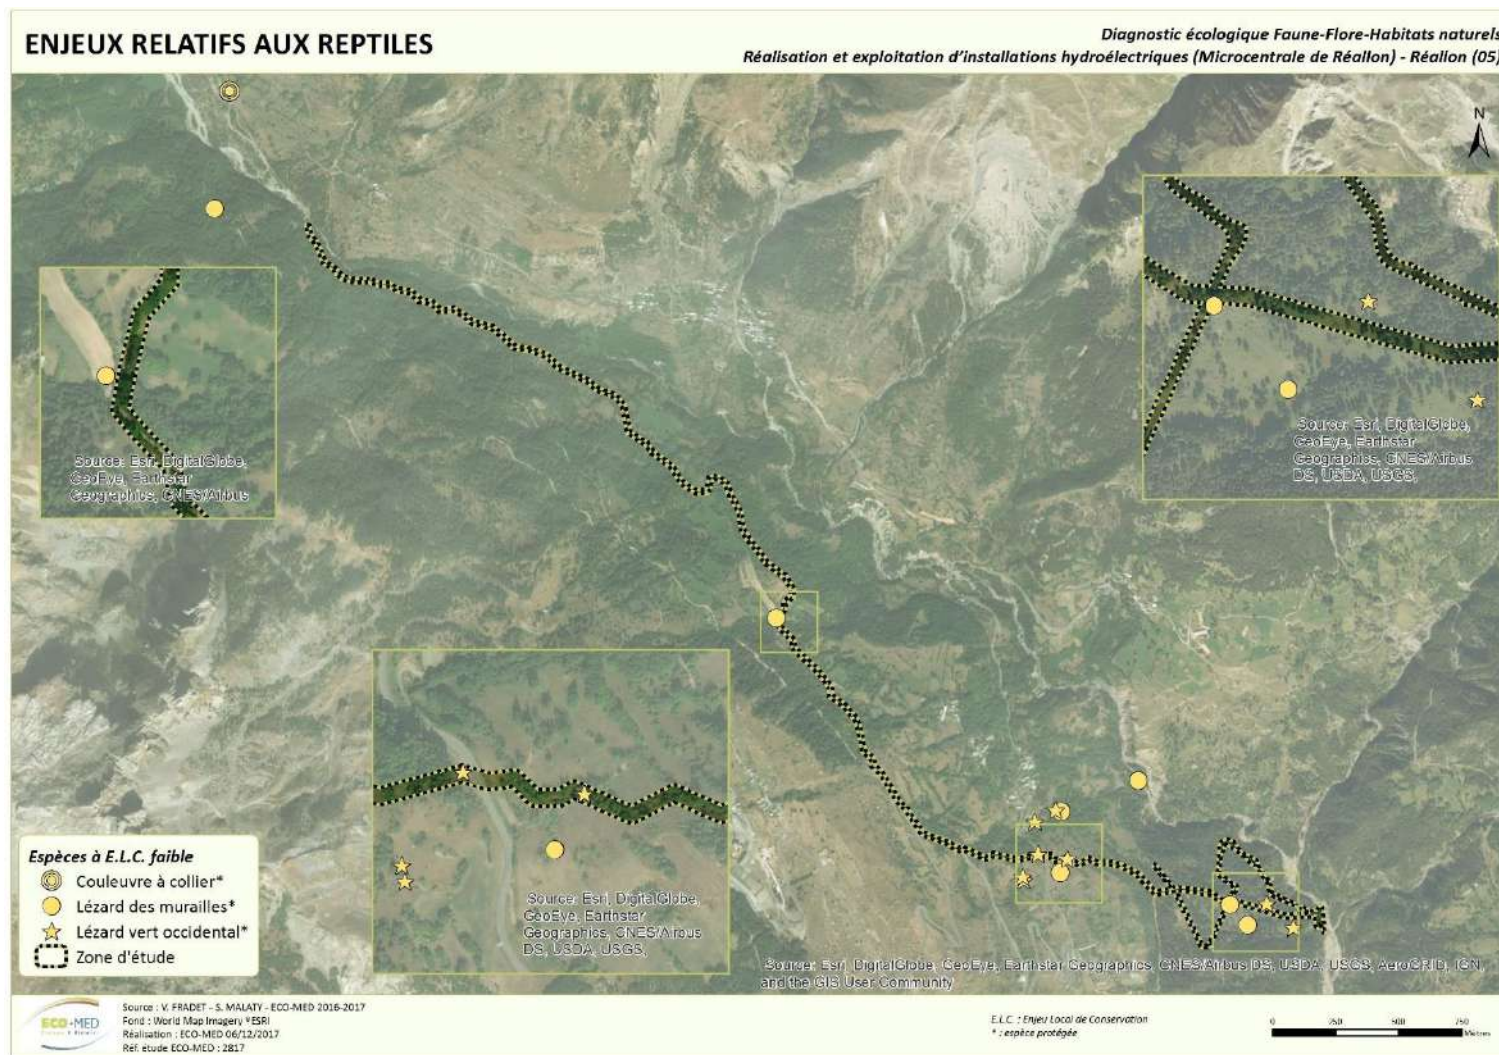 ENJEUX RELATIFS AUX REPTILES
Diagnostic écologique Faune-Flore-Habitats naturels
Réalisation et exploitation d'installations hydroélectriques (Microcentrale de Réallon) - Réallon (05)
N
Source: Esri, DigitalGlobe,
GeoEye, Earthstar
Geographics, CNES/Airbus
DS, USDA, USGS,
Source: Esri, DigitalGlobe,
GeoEye, Earthstar
Geographics, CNES/Airbus
Source: Esri, DigitalGlobe,
GeoEye, Earthstar
Geographics, CNES/Airbus
DS, USDA, USGS,
Espèces à E.L.C. faible
Couleuvre à collier*
Lézard des murailles*
Lézard vert occidental*
Zone d'étude
Source: Esri, DigitalGlobe, GeoEye, Earthstar Geographics, CNES/Airbus DS, USDA, USGS, AeroGRID, IGN,
and the GIS User Community
ECO-MED
Source : V. FRADET - S. MALATY - ECO-MED 2016-2017
Fond : World Map Imagery ©ESRI
Réalisation : ECO-MED 06/12/2017
Réf. étude ECO-MED : 2817
E.L.C. : Enjeu Local de Conservation
* : espèce protégée
0 250 500 750
Mètres